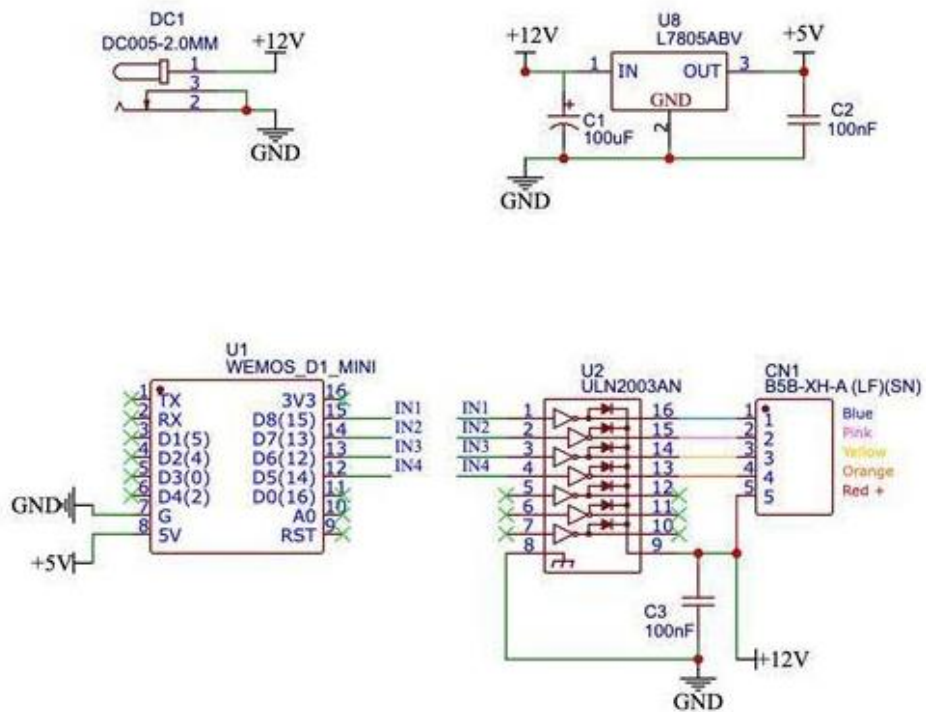 DC1
DC005-2.0MM
+12V
1
3
2
GND
U8
L7805ABV
+12V
+5V
1
IN
OUT
3
GND
2
C1
100uF
C2
100nF
GND
U1
WEMOS_D1_MINI
1 TX 3V3 16
2 RX D8(15) 15 IN1
3 D1(5) D7(13) 14 IN2
4 D2(4) D6(12) 13 IN3
5 D3(0) D5(14) 12 IN4
6 D4(2) D0(16) 11
GND 7 G A0 10
8 5V RST 9
+5V
U2
ULN2003AN
IN1 1 16
IN2 2 15
IN3 3 14
IN4 4 13
5 12
6 11
7 10
8 9
C3
100nF
GND
+12V
CN1
B5B-XH-A (LF)(SN)
1 1 Blue
2 2 Pink
3 3 Yellow
4 4 Orange
5 5 Red +